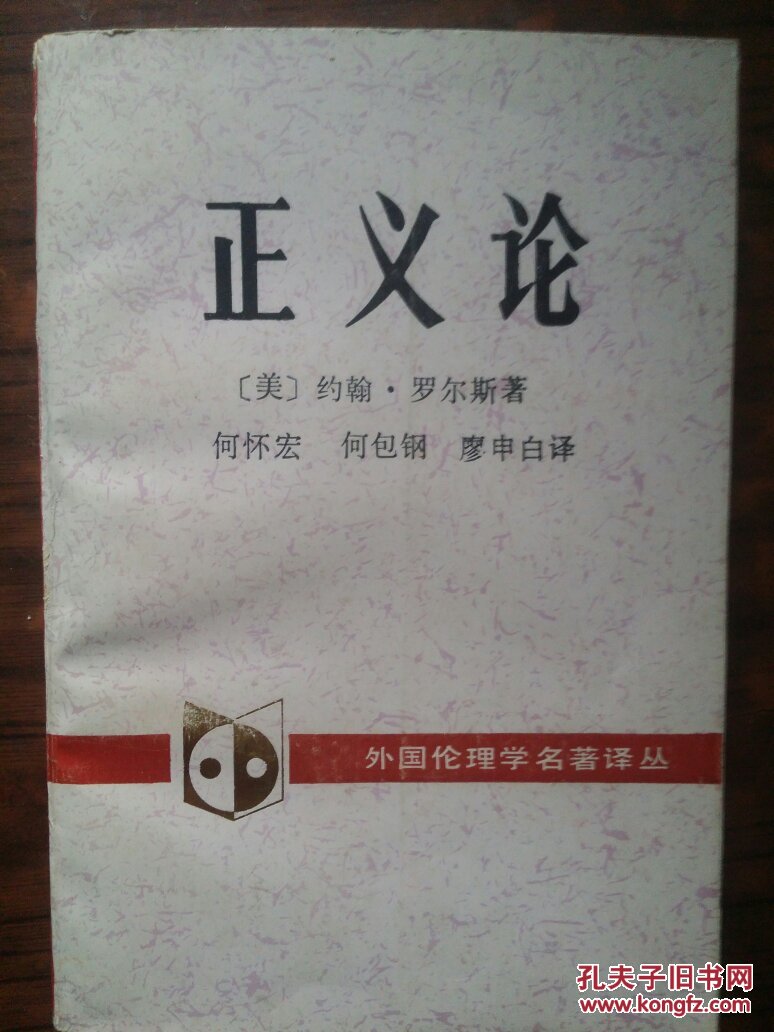 正义论
〔美〕约翰·罗尔斯著
何怀宏 何包钢 廖申白译
外国伦理学名著译丛
孔夫子旧书网
www.kongfz.com